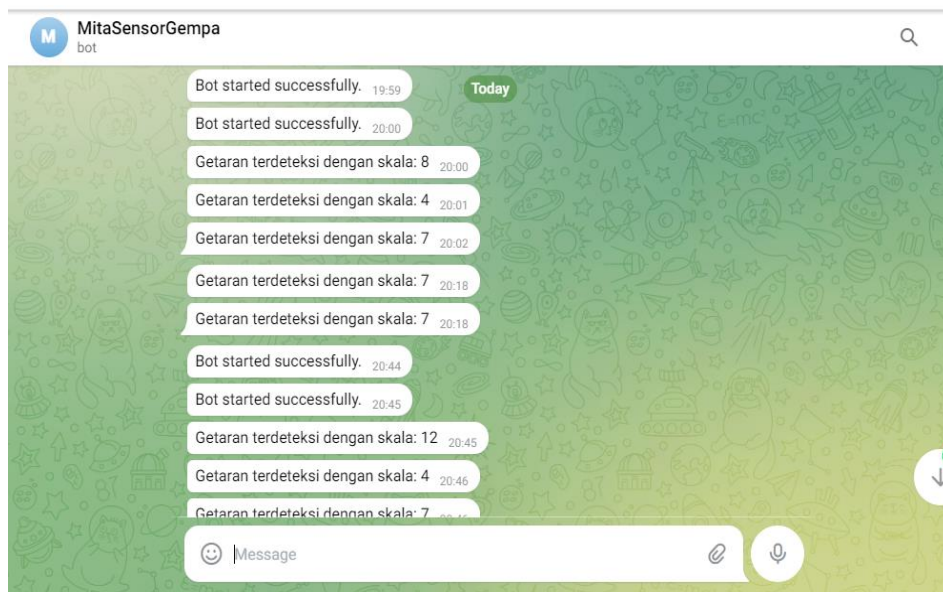 M
MitaSensorGempa
bot
Today
Bot started successfully. 19:59
Bot started successfully. 20:00
Getaran terdeteksi dengan skala: 8 20:00
Getaran terdeteksi dengan skala: 4 20:01
Getaran terdeteksi dengan skala: 7 20:02
Getaran terdeteksi dengan skala: 7 20:18
Getaran terdeteksi dengan skala: 7 20:18
Bot started successfully. 20:44
Bot started successfully. 20:45
Getaran terdeteksi dengan skala: 12 20:45
Getaran terdeteksi dengan skala: 4 20:46
Getaran terdeteksi dengan skala: 7
Message